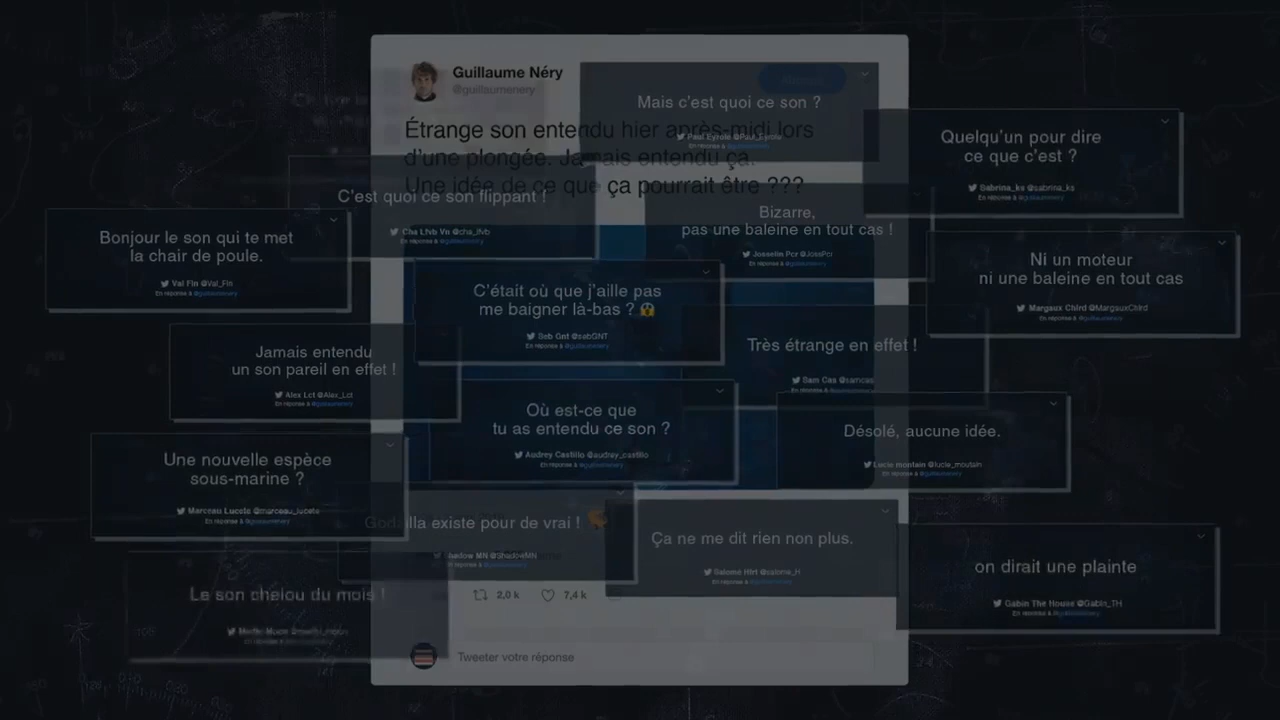 Guillaume Néry
@guillaumenery
Étrange son entendu hier après-midi lors
d'une plongée. Jamais entendu ça.
Une idée de ce que ça pourrait être ???
Mais c'est quoi ce son ?
Paul Eyrole @Paul_Eyrole
En réponse à @guillaumenery
Quelqu'un pour dire
ce que c'est ?
Sabrina_ks @sabrina_ks
En réponse à @guillaumenery
C'est quoi ce son flippant !
Cha Lfvb Vn @cha_lfvb
En réponse à @guillaumenery
Bizarre,
pas une baleine en tout cas !
Josselin Pcr @JossPcr
En réponse à @guillaumenery
Bonjour le son qui te met
la chair de poule.
Val Fin @Val_Fin
En réponse à @guillaumenery
Ni un moteur
ni une baleine en tout cas
Margaux Chlrd @MargauxChlrd
En réponse à @guillaumenery
C'était où que j'aille pas
me baigner là-bas ? 😱
Seb Gnt @sebGNT
En réponse à @guillaumenery
Jamais entendu
un son pareil en effet !
Alex Lct @Alex_Lct
En réponse à @guillaumenery
Très étrange en effet !
Sam Cas @samcas
En réponse à @guillaumenery
Où est-ce que
tu as entendu ce son ?
Audrey Castillo @audrey_castillo
En réponse à @guillaumenery
Désolé, aucune idée.
Lucie moutain @lucie_moutain
En réponse à @guillaumenery
Une nouvelle espèce
sous-marine ?
Marceau Lucete @marceau_lucete
En réponse à @guillaumenery
Godzilla existe pour de vrai !
Shadow MN @ShadowMN
En réponse à @guillaumenery
Ça ne me dit rien non plus.
Salomé Hlrt @salome_H
En réponse à @guillaumenery
on dirait une plainte
Gabin The House @Gabin_TH
En réponse à @guillaumenery
Le son chelou du mois !
2,0 k 7,4 k
Tweeter votre réponse